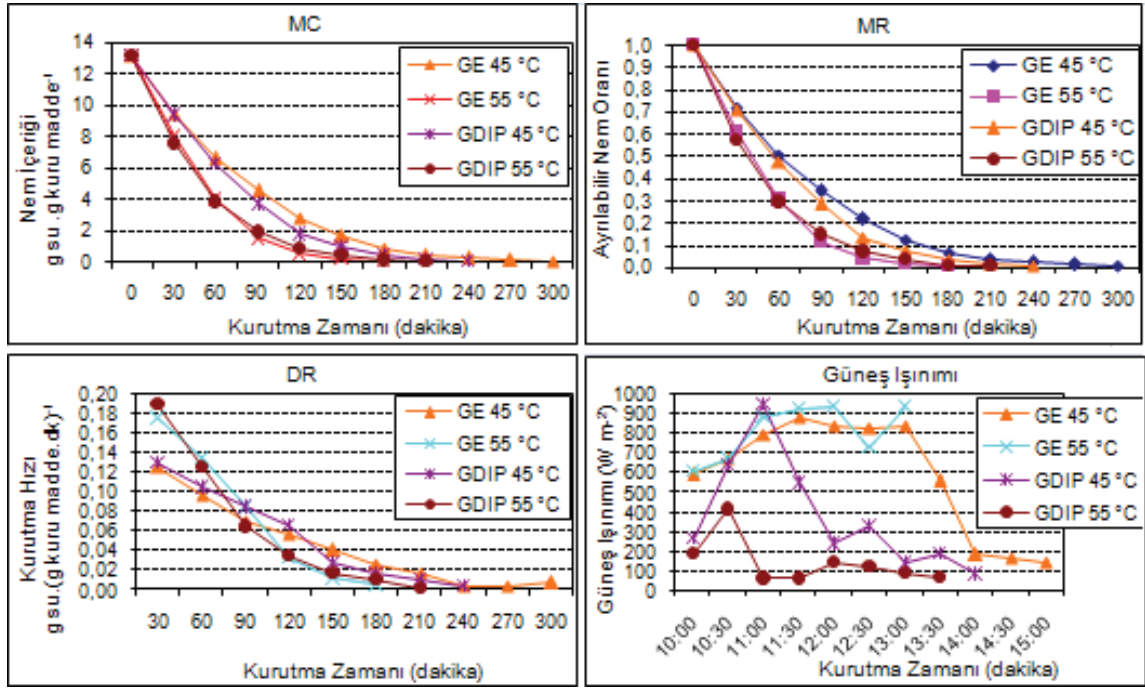 MC
Nem İçeriği
g su . g kuru madde-¹
14
12
10
8
6
4
2
0
0 30 60 90 120 150 180 210 240 270 300
Kurutma Zamanı (dakika)
GE 45 °C
GE 55 °C
GDIP 45 °C
GDIP 55 °C
MR
Ayrılabilir Nem Oranı
1,0
0,9
0,8
0,7
0,6
0,5
0,4
0,3
0,2
0,1
0,0
0 30 60 90 120 150 180 210 240 270 300
Kurutma Zamanı (dakika)
GE 45 °C
GE 55 °C
GDIP 45 °C
GDIP 55 °C
DR
Kurutma Hızı
g su.(g kuru madde.dk)-¹
0,20
0,18
0,16
0,14
0,12
0,10
0,08
0,06
0,04
0,02
0,00
30 60 90 120 150 180 210 240 270 300
Kurutma Zamanı (dakika)
GE 45 °C
GE 55 °C
GDIP 45 °C
GDIP 55 °C
Güneş Işınımı
Güneş Işınımı (W m-²)
1000
900
800
700
600
500
400
300
200
100
0
10:00 10:30 11:00 11:30 12:00 12:30 13:00 13:30 14:00 14:30 15:00
Kurutma Zamanı (dakika)
GE 45 °C
GE 55 °C
GDIP 45 °C
GDIP 55 °C